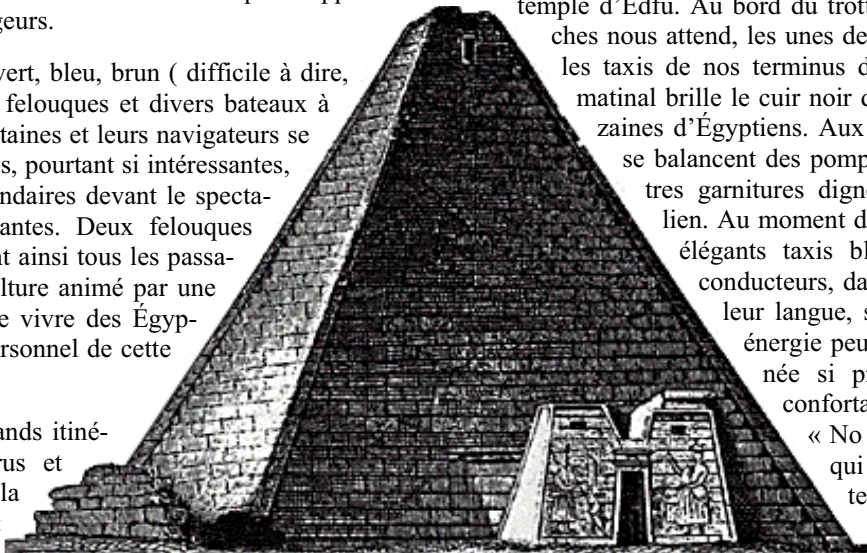 geurs.
vert, bleu, brun ( difficile à dire,
felouques et divers bateaux à
taines et leurs navigateurs se
s, pourtant si intéressantes,
ndaires devant le specta-
antes. Deux felouques
t ainsi tous les passa-
lture animé par une
e vivre des Égyp-
rsonnel de cette
ands itiné-
rus et
la
temple d'Edfu. Au bord du trott
ches nous attend, les unes de
les taxis de nos terminus d
matinal brille le cuir noir d
zaines d'Égyptiens. Aux
se balancent des pomp
tres garnitures dign
lien. Au moment d
élégants taxis bl
conducteurs, da
leur langue, s
énergie peu
née si p
conforta
« No
qui
te